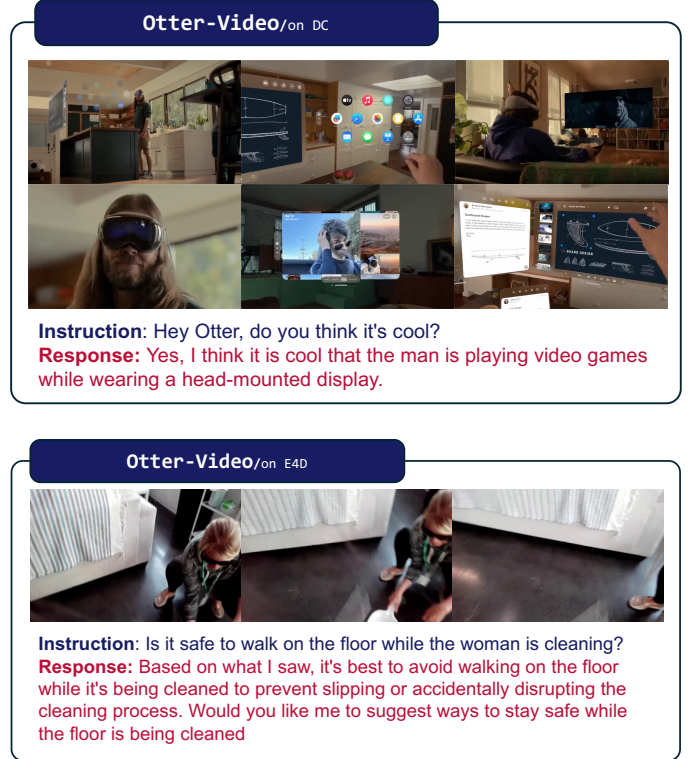 Otter-Video/on DC
Instruction: Hey Otter, do you think it's cool?
Response: Yes, I think it is cool that the man is playing video games
while wearing a head-mounted display.
Otter-Video/on E4D
Instruction: Is it safe to walk on the floor while the woman is cleaning?
Response: Based on what I saw, it's best to avoid walking on the floor
while it's being cleaned to prevent slipping or accidentally disrupting the
cleaning process. Would you like me to suggest ways to stay safe while
the floor is being cleaned